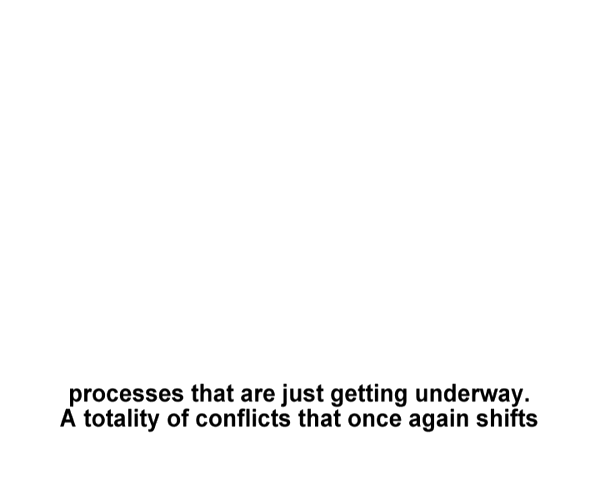 processes that are just getting underway.
A totality of conflicts that once again shifts